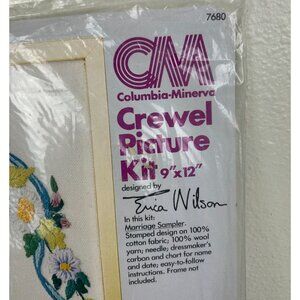 7680
CM
Columbia-Minerva
Crewel
Picture
Kit 9"x12"
designed by
Erica Wilson
In this kit:
Marriage Sampler.
Stamped design on 100%
cotton fabric; 100% wool
yarn; needle; dressmaker's
carbon and chart for name
and date; easy-to-follow
instructions. Frame not
included.